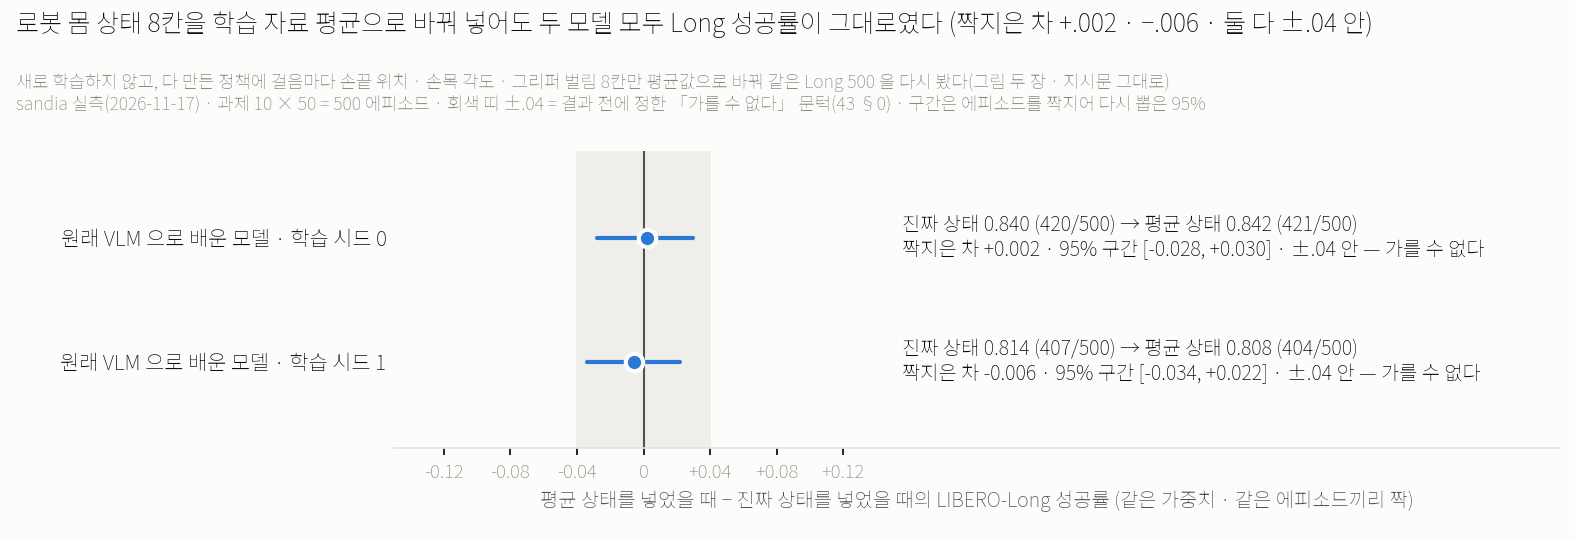 로봇 몸 상태 8칸을 학습 자료 평균으로 바꿔 넣어도 두 모델 모두 Long 성공률이 그대로였다 (짝지은 차 +.002 · −.006 · 둘 다 ±.04 안)
새로 학습하지 않고, 다 만든 정책에 걸음마다 손끝 위치 · 손목 각도 · 그리퍼 벌림 8칸만 평균값으로 바꿔 같은 Long 500 을 다시 봤다(그림 두 장 · 지시문 그대로)
sandia 실측(2026-11-17) · 과제 10 × 50 = 500 에피소드 · 회색 띠 ±.04 = 결과 전에 정한 「가를 수 없다」 문턱(43 §0) · 구간은 에피소드를 짝지어 다시 뽑은 95%
원래 VLM 으로 배운 모델 · 학습 시드 0
진짜 상태 0.840 (420/500) → 평균 상태 0.842 (421/500)
짝지은 차 +0.002 · 95% 구간 [-0.028, +0.030] · ±.04 안 — 가를 수 없다
원래 VLM 으로 배운 모델 · 학습 시드 1
진짜 상태 0.814 (407/500) → 평균 상태 0.808 (404/500)
짝지은 차 -0.006 · 95% 구간 [-0.034, +0.022] · ±.04 안 — 가를 수 없다
-0.12 -0.08 -0.04 0 +0.04 +0.08 +0.12
평균 상태를 넣었을 때 − 진짜 상태를 넣었을 때의 LIBERO-Long 성공률 (같은 가중치 · 같은 에피소드끼리 짝)